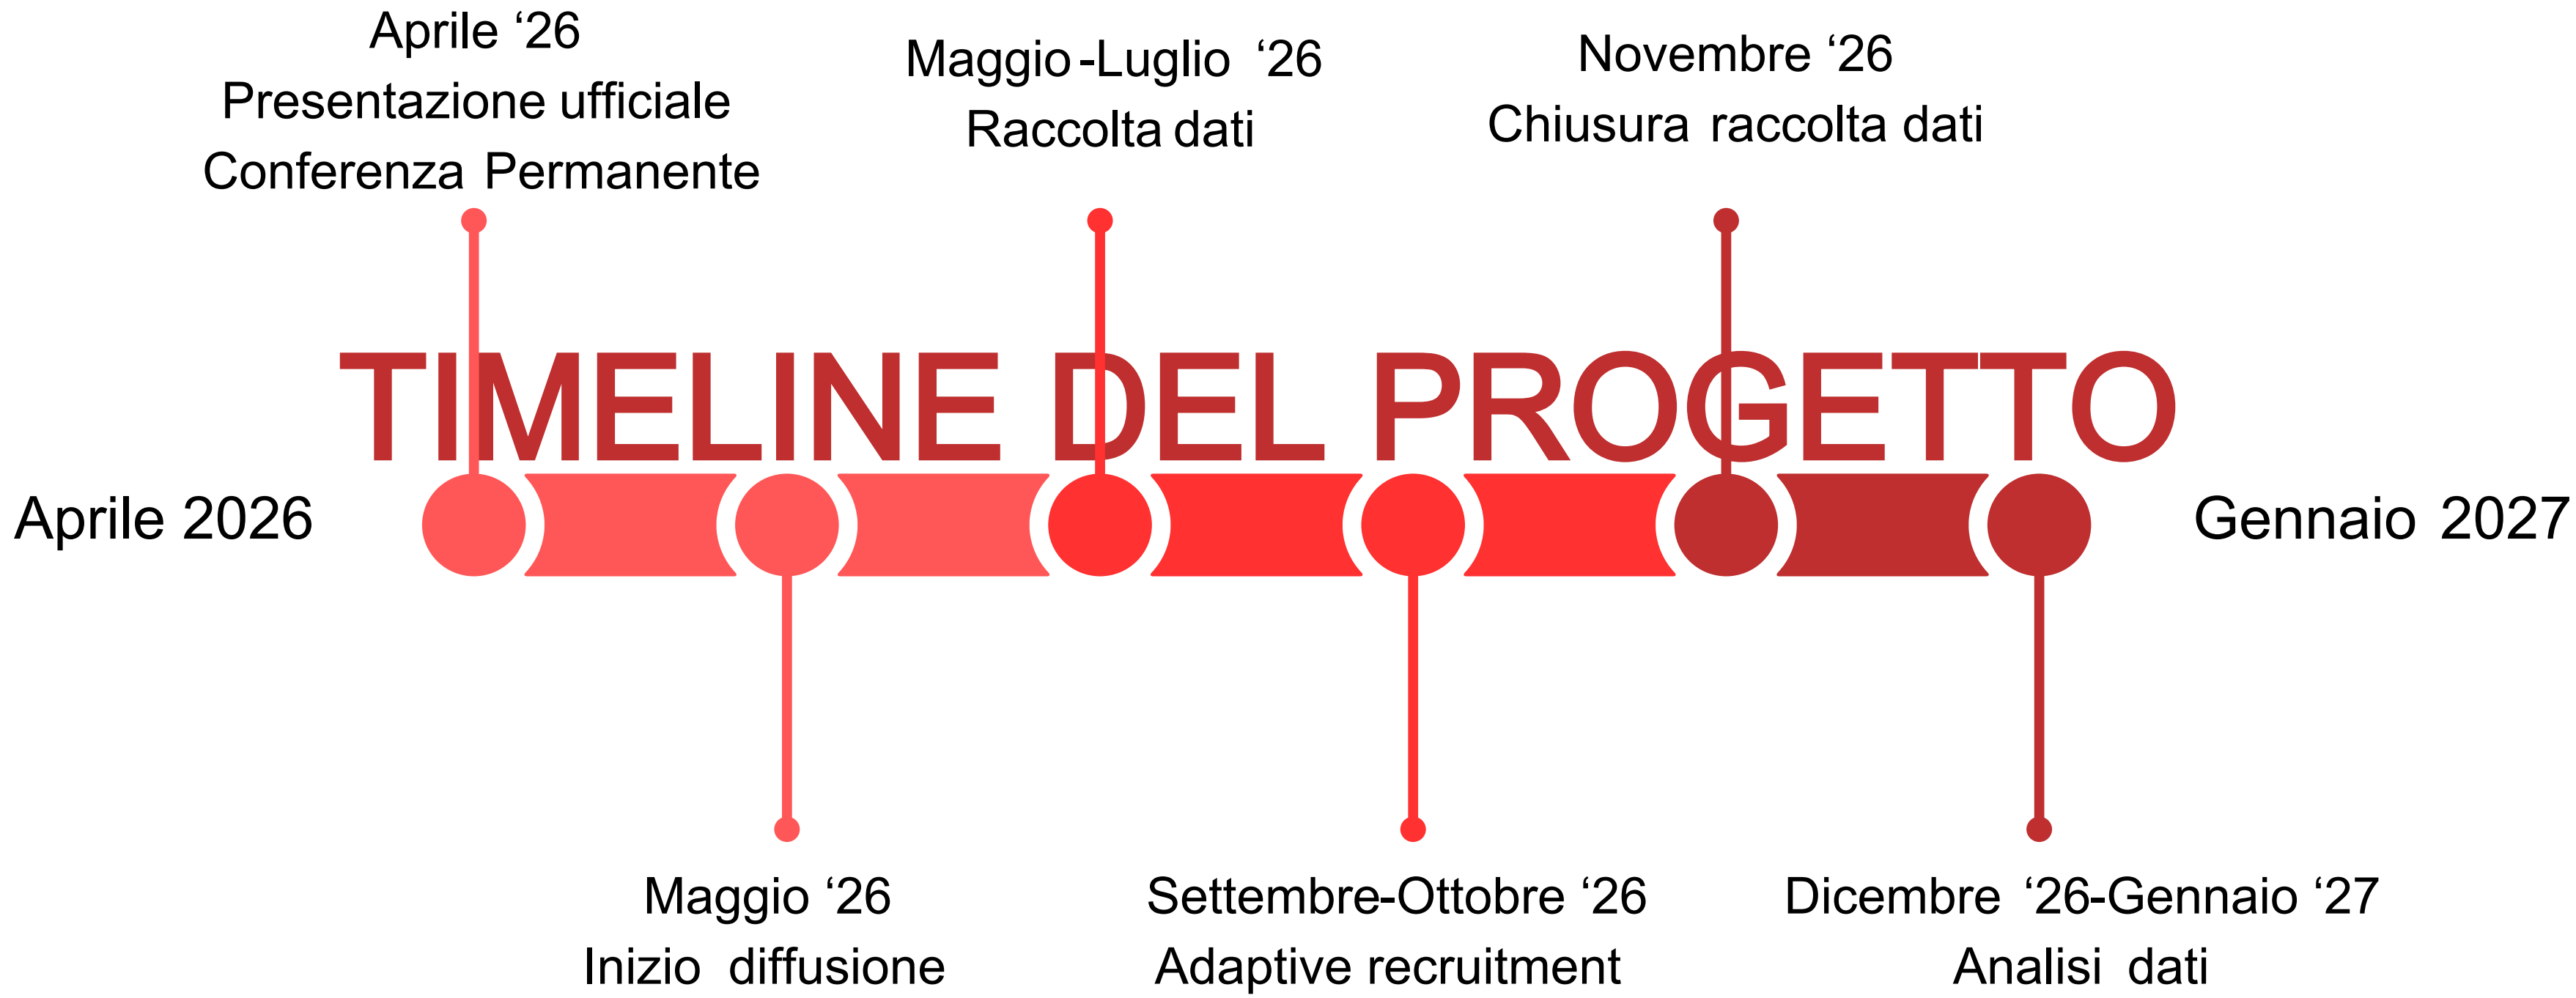 Aprile ‘26
Presentazione ufficiale
Conferenza Permanente
Maggio-Luglio ‘26
Raccolta dati
Novembre ‘26
Chiusura raccolta dati
TIMELINE DEL PROGETTO
Aprile 2026
Gennaio 2027
Maggio ‘26
Inizio diffusione
Settembre-Ottobre ‘26
Adaptive recruitment
Dicembre ‘26-Gennaio ‘27
Analisi dati